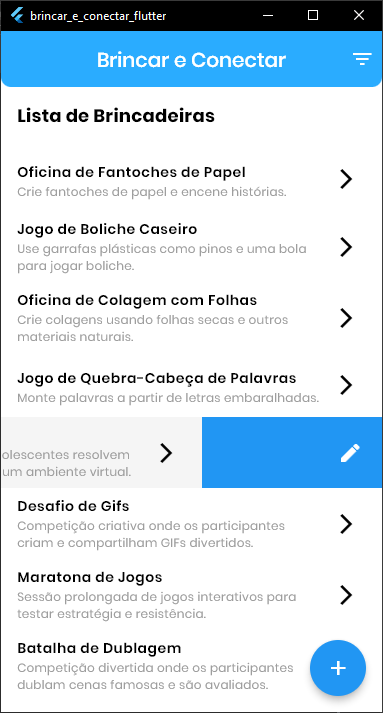 brincar_e_conectar_flutter
Brincar e Conectar
Lista de Brincadeiras
Oficina de Fantoches de Papel
Crie fantoches de papel e encene histórias.
Jogo de Boliche Caseiro
Use garrafas plásticas como pinos e uma bola
para jogar boliche.
Oficina de Colagem com Folhas
Crie colagens usando folhas secas e outros
materiais naturais.
Jogo de Quebra-Cabeça de Palavras
Monte palavras a partir de letras embaralhadas.
olescentes resolvem
um ambiente virtual.
Desafio de Gifs
Competição criativa onde os participantes
criam e compartilham GIFs divertidos.
Maratona de Jogos
Sessão prolongada de jogos interativos para
testar estratégia e resistência.
Batalha de Dublagem
Competição divertida onde os participantes
dublam cenas famosas e são avaliados.